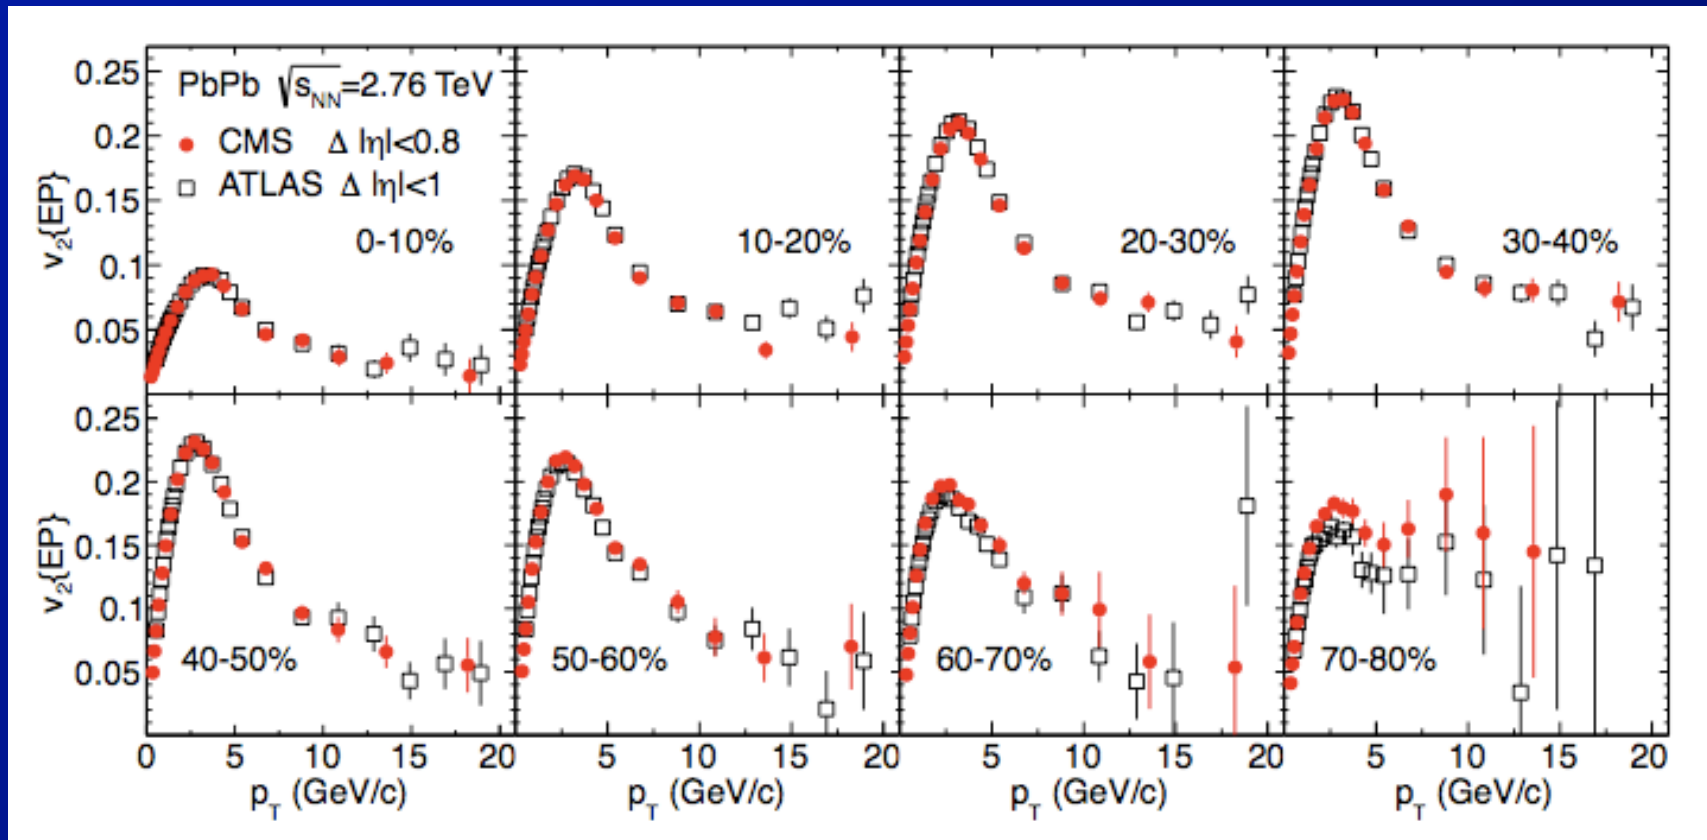 0.25
0.2
0.15
0.1
0.05
v₂{EP}
PbPb √sNN=2.76 TeV
CMS Δ |η|<0.8
ATLAS Δ |η|<1
0-10%
10-20%
20-30%
30-40%
0.25
0.2
0.15
0.1
0.05
v₂{EP}
40-50%
50-60%
60-70%
70-80%
0 5 10 15 20 5 10 15 20 5 10 15 20 5 10 15 20
pT (GeV/c) pT (GeV/c) pT (GeV/c) pT (GeV/c)